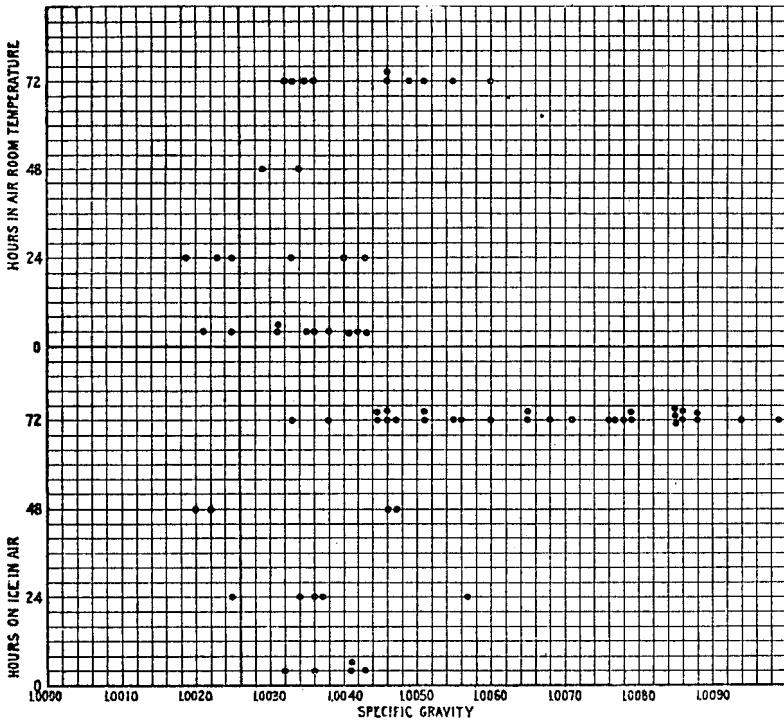 HOURS IN AIR ROOM TEMPERATURE
72
48
24
0
HOURS ON ICE IN AIR
72
48
24
0
1.0000 1.0010 1.0020 1.0030 1.0040 1.0050 1.0060 1.0070 1.0080 1.0090
SPECIFIC GRAVITY